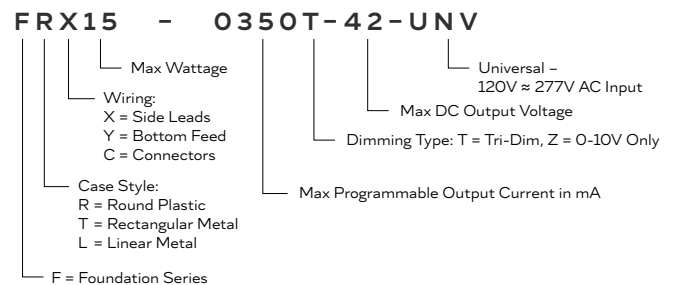 FRX15 - 0350T-42-UNV
Max Wattage
Universal –
120V ≈ 277V AC Input
Wiring:
X = Side Leads
Y = Bottom Feed
C = Connectors
Max DC Output Voltage
Dimming Type: T = Tri-Dim, Z = 0-10V Only
Case Style:
R = Round Plastic
T = Rectangular Metal
L = Linear Metal
Max Programmable Output Current in mA
F = Foundation Series